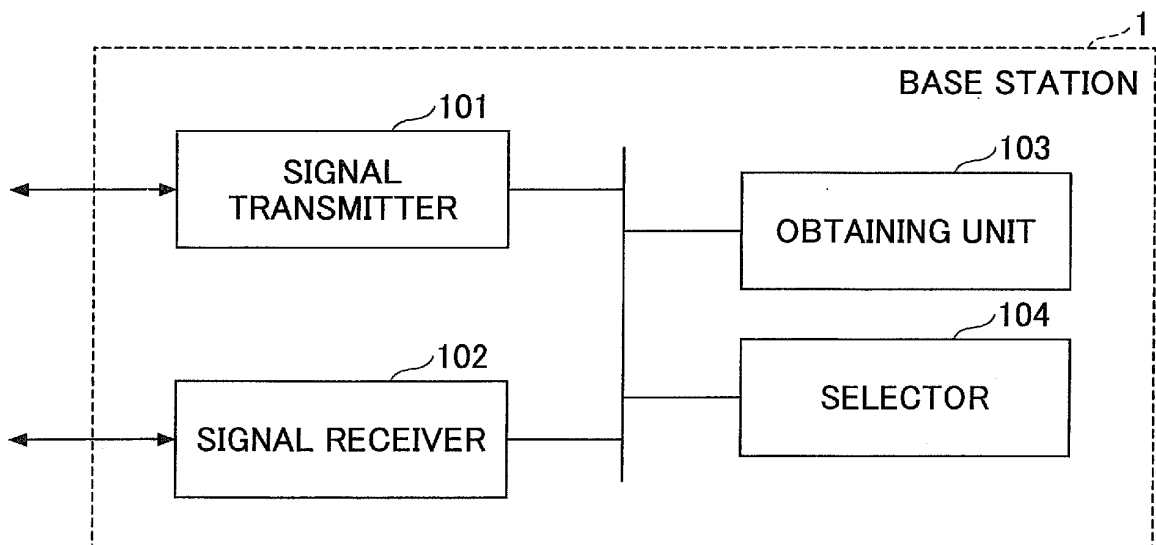 1
BASE STATION
101
SIGNAL
TRANSMITTER
103
OBTAINING UNIT
104
SELECTOR
102
SIGNAL RECEIVER